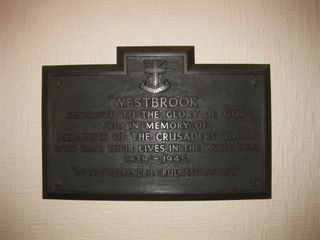 WESTBROOK
DEDICATED TO THE GLORY OF GOD
AND IN MEMORY OF
MEMBERS OF THE CRUSADERS UNION
WHO GAVE THEIR LIVES IN THE WORLD WAR
1939 - 1945.
"IN THY PRESENCE IS FULNESS OF JOY."